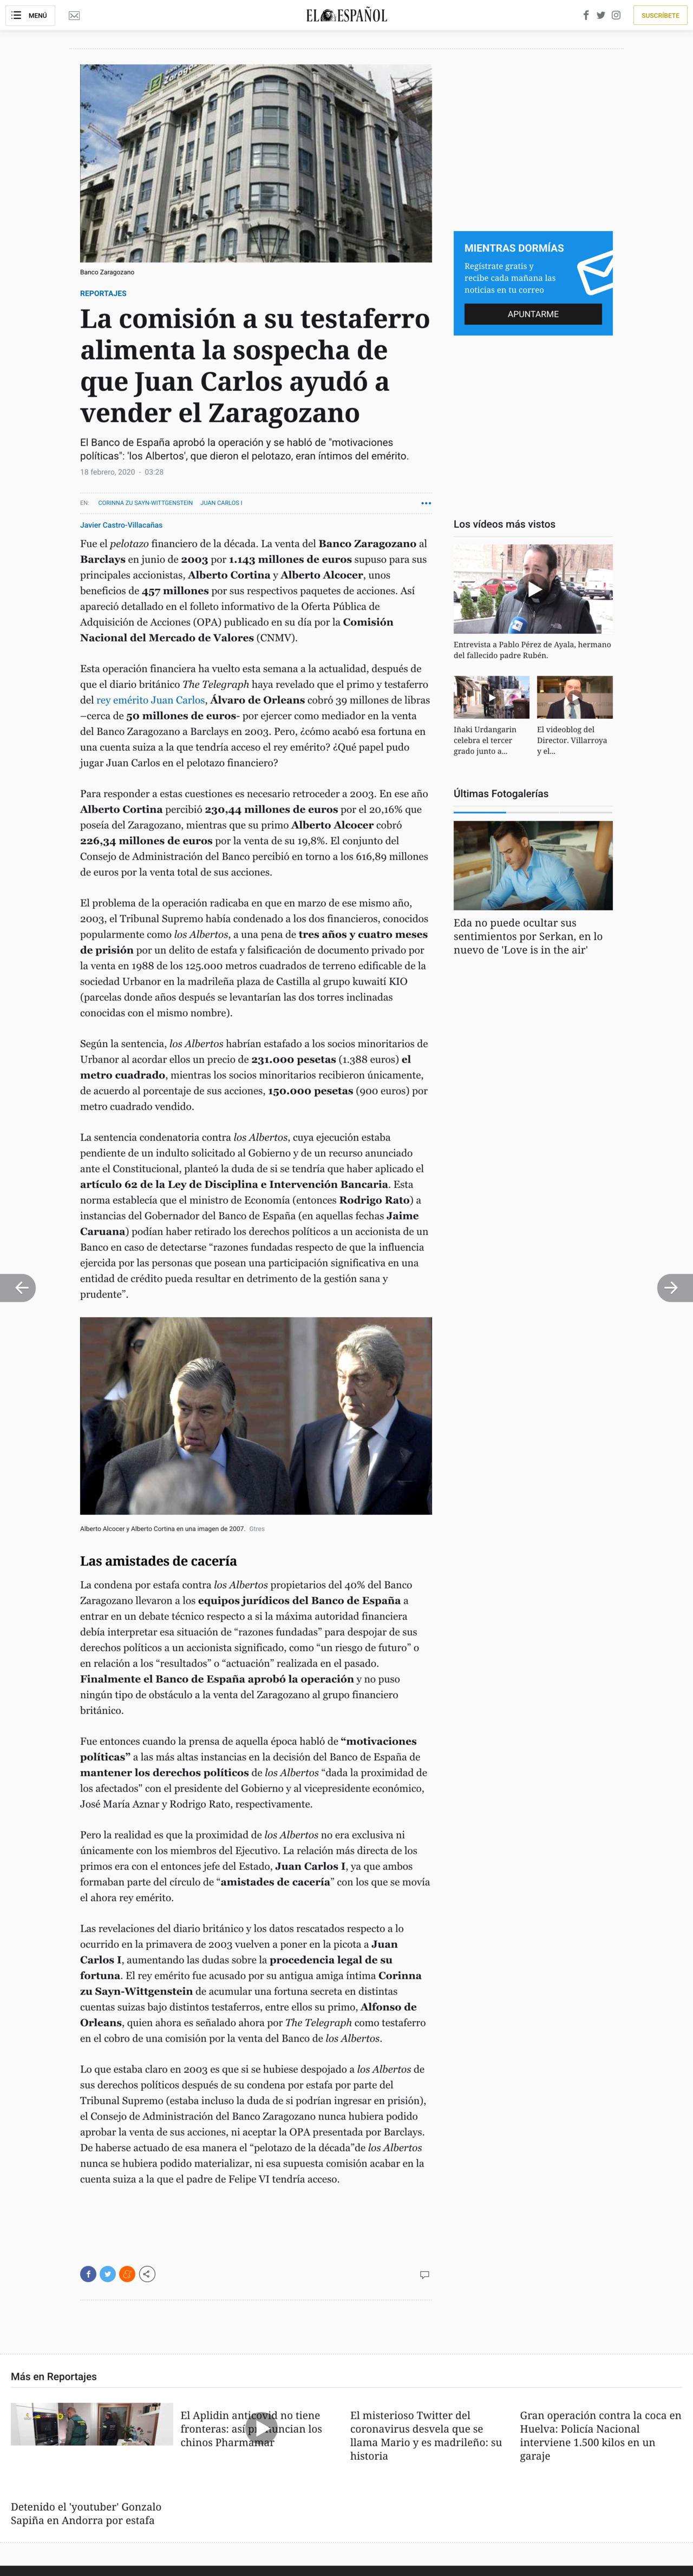 MENÚ
EL ESPAÑOL
SUSCRÍBETE
Zaragozano
Banco Zaragozano
REPORTAJES
La comisión a su testaferro
alimenta la sospecha de
que Juan Carlos ayudó a
vender el Zaragozano
El Banco de España aprobó la operación y se habló de "motivaciones
políticas": 'los Albertos', que dieron el pelotazo, eran íntimos del emérito.
18 febrero, 2020 - 03:28
EN: CORINNA ZU SAYN-WITTGENSTEIN JUAN CARLOS I
Javier Castro-Villacañas
Fue el pelotazo financiero de la década. La venta del Banco Zaragozano al
Barclays en junio de 2003 por 1.143 millones de euros supuso para sus
principales accionistas, Alberto Cortina y Alberto Alcocer, unos
beneficios de 457 millones por sus respectivos paquetes de acciones. Así
apareció detallado en el folleto informativo de la Oferta Pública de
Adquisición de Acciones (OPA) publicado en su día por la Comisión
Nacional del Mercado de Valores (CNMV).
Esta operación financiera ha vuelto esta semana a la actualidad, después de
que el diario británico The Telegraph haya revelado que el primo y testaferro
del rey emérito Juan Carlos, Álvaro de Orleans cobró 39 millones de libras
–cerca de 50 millones de euros- por ejercer como mediador en la venta
del Banco Zaragozano a Barclays en 2003. Pero, ¿cómo acabó esa fortuna en
una cuenta suiza a la que tendría acceso el rey emérito? ¿Qué papel pudo
jugar Juan Carlos en el pelotazo financiero?
Para responder a estas cuestiones es necesario retroceder a 2003. En ese año
Alberto Cortina percibió 230,44 millones de euros por el 20,16% que
poseía del Zaragozano, mientras que su primo Alberto Alcocer cobró
226,34 millones de euros por la venta de su 19,8%. El conjunto del
Consejo de Administración del Banco percibió en torno a los 616,89 millones
de euros por la venta total de sus acciones.
El problema de la operación radicaba en que en marzo de ese mismo año,
2003, el Tribunal Supremo había condenado a los dos financieros, conocidos
popularmente como los Albertos, a una pena de tres años y cuatro meses
de prisión por un delito de estafa y falsificación de documento privado por
la venta en 1988 de los 125.000 metros cuadrados de terreno edificable de la
sociedad Urbanor en la madrileña plaza de Castilla al grupo kuwaití KIO
(parcelas donde años después se levantarían las dos torres inclinadas
conocidas con el mismo nombre).
Según la sentencia, los Albertos habrían estafado a los socios minoritarios de
Urbanor al acordar ellos un precio de 231.000 pesetas (1.388 euros) el
metro cuadrado, mientras los socios minoritarios recibieron únicamente,
de acuerdo al porcentaje de sus acciones, 150.000 pesetas (900 euros) por
metro cuadrado vendido.
La sentencia condenatoria contra los Albertos, cuya ejecución estaba
pendiente de un indulto solicitado al Gobierno y de un recurso anunciado
ante el Constitucional, planteó la duda de si se tendría que haber aplicado el
artículo 62 de la Ley de Disciplina e Intervención Bancaria. Esta
norma establecía que el ministro de Economía (entonces Rodrigo Rato) a
instancias del Gobernador del Banco de España (en aquellas fechas Jaime
Caruana) podían haber retirado los derechos políticos a un accionista de un
Banco en caso de detectarse “razones fundadas respecto de que la influencia
ejercida por las personas que posean una participación significativa en una
entidad de crédito pueda resultar en detrimento de la gestión sana y
prudente”.
Alberto Alcocer y Alberto Cortina en una imagen de 2007. Gtres
Las amistades de cacería
La condena por estafa contra los Albertos propietarios del 40% del Banco
Zaragozano llevaron a los equipos jurídicos del Banco de España a
entrar en un debate técnico respecto a si la máxima autoridad financiera
debía interpretar esa situación de “razones fundadas” para despojar de sus
derechos políticos a un accionista significado, como “un riesgo de futuro” o
en relación a los “resultados” o “actuación” realizada en el pasado.
Finalmente el Banco de España aprobó la operación y no puso
ningún tipo de obstáculo a la venta del Zaragozano al grupo financiero
británico.
Fue entonces cuando la prensa de aquella época habló de “motivaciones
políticas” a las más altas instancias en la decisión del Banco de España de
mantener los derechos políticos de los Albertos “dada la proximidad de
los afectados” con el presidente del Gobierno y al vicepresidente económico,
José María Aznar y Rodrigo Rato, respectivamente.
Pero la realidad es que la proximidad de los Albertos no era exclusiva ni
únicamente con los miembros del Ejecutivo. La relación más directa de los
primos era con el entonces jefe del Estado, Juan Carlos I, ya que ambos
formaban parte del círculo de “amistades de cacería” con los que se movía
el ahora rey emérito.
Las revelaciones del diario británico y los datos rescatados respecto a lo
ocurrido en la primavera de 2003 vuelven a poner en la picota a Juan
Carlos I, aumentando las dudas sobre la procedencia legal de su
fortuna. El rey emérito fue acusado por su antigua amiga íntima Corinna
zu Sayn-Wittgenstein de acumular una fortuna secreta en distintas
cuentas suizas bajo distintos testaferros, entre ellos su primo, Alfonso de
Orleans, quien ahora es señalado ahora por The Telegraph como testaferro
en el cobro de una comisión por la venta del Banco de los Albertos.
Lo que estaba claro en 2003 es que si se hubiese despojado a los Albertos de
sus derechos políticos después de su condena por estafa por parte del
Tribunal Supremo (estaba incluso la duda de si podrían ingresar en prisión),
el Consejo de Administración del Banco Zaragozano nunca hubiera podido
aprobar la venta de sus acciones, ni aceptar la OPA presentada por Barclays.
De haberse actuado de esa manera el “pelotazo de la década”de los Albertos
nunca se hubiera podido materializar, ni esa supuesta comisión acabar en la
cuenta suiza a la que el padre de Felipe VI tendría acceso.
MIENTRAS DORMÍAS
Regístrate gratis y
recibe cada mañana las
noticias en tu correo
APUNTARME
Los vídeos más vistos
Entrevista a Pablo Pérez de Ayala, hermano
del fallecido padre Rubén.
Iñaki Urdangarin
celebra el tercer
grado junto a...
El videoblog del
Director. Villarroya
y el...
Últimas Fotogalerías
Eda no puede ocultar sus
sentimientos por Serkan, en lo
nuevo de 'Love is in the air'
Más en Reportajes
Detenido el 'youtuber' Gonzalo
Sapiña en Andorra por estafa
El Aplidin anticovid no tiene
fronteras: así pronuncian los
chinos Pharmamar
El misterioso Twitter del
coronavirus desvela que se
llama Mario y es madrileño: su
historia
Gran operación contra la coca en
Huelva: Policía Nacional
interviene 1.500 kilos en un
garaje